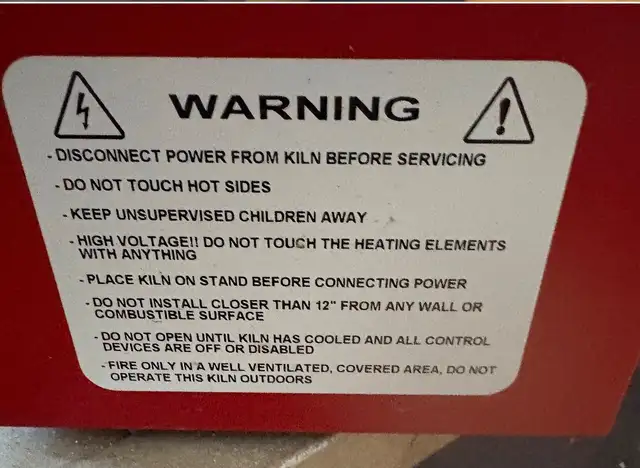 WARNING
- DISCONNECT POWER FROM KILN BEFORE SERVICING
- DO NOT TOUCH HOT SIDES
- KEEP UNSUPERVISED CHILDREN AWAY
- HIGH VOLTAGE!! DO NOT TOUCH THE HEATING ELEMENTS
WITH ANYTHING
- PLACE KILN ON STAND BEFORE CONNECTING POWER
- DO NOT INSTALL CLOSER THAN 12" FROM ANY WALL OR
COMBUSTIBLE SURFACE
- DO NOT OPEN UNTIL KILN HAS COOLED AND ALL CONTROL
DEVICES ARE OFF OR DISABLED
- FIRE ONLY IN A WELL VENTILATED, COVERED AREA, DO NOT
OPERATE THIS KILN OUTDOORS